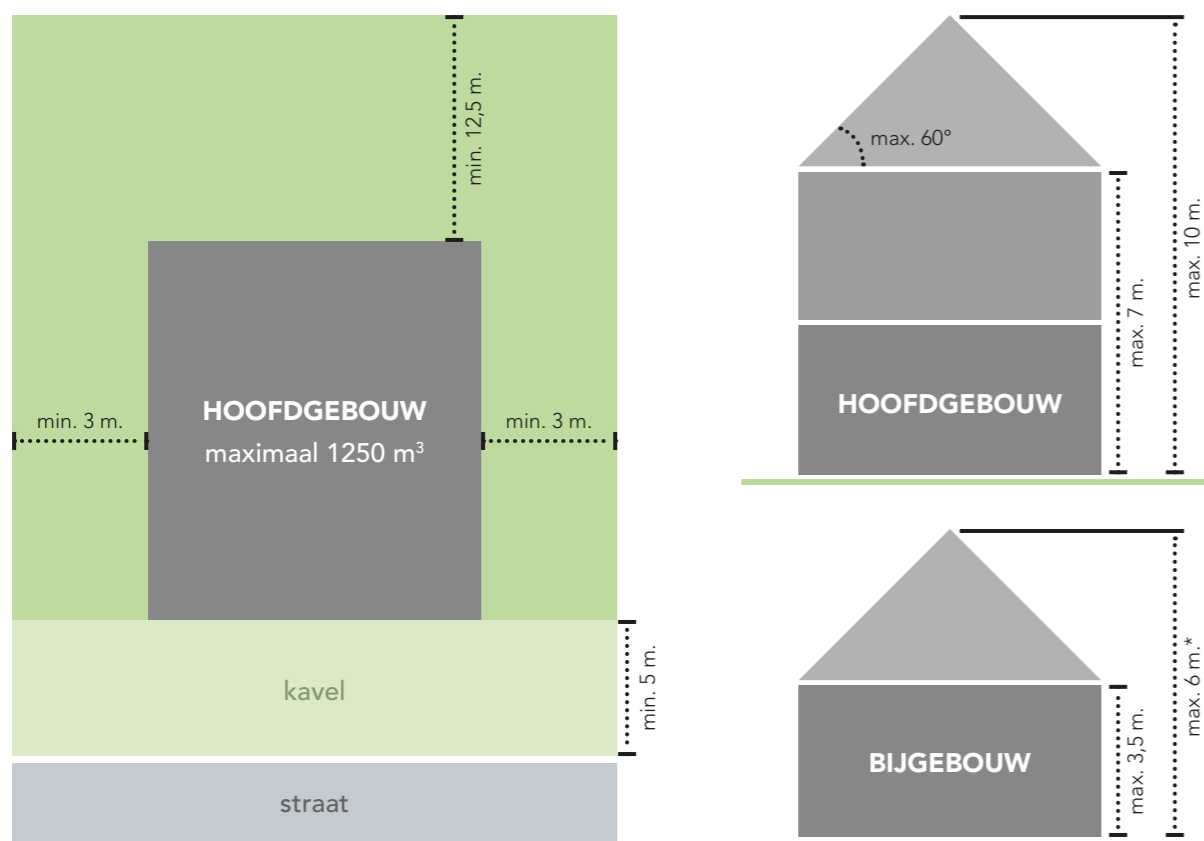 min. 12,5 m.
HOOFDGEBOUW
maximaal 1250 m³
min. 3 m.
min. 3 m.
kavel
min. 5 m.
straat
max. 60°
max. 10 m.
max. 7 m.
HOOFDGEBOUW
max. 6 m.*
max. 3,5 m.
BIJGEBOUW